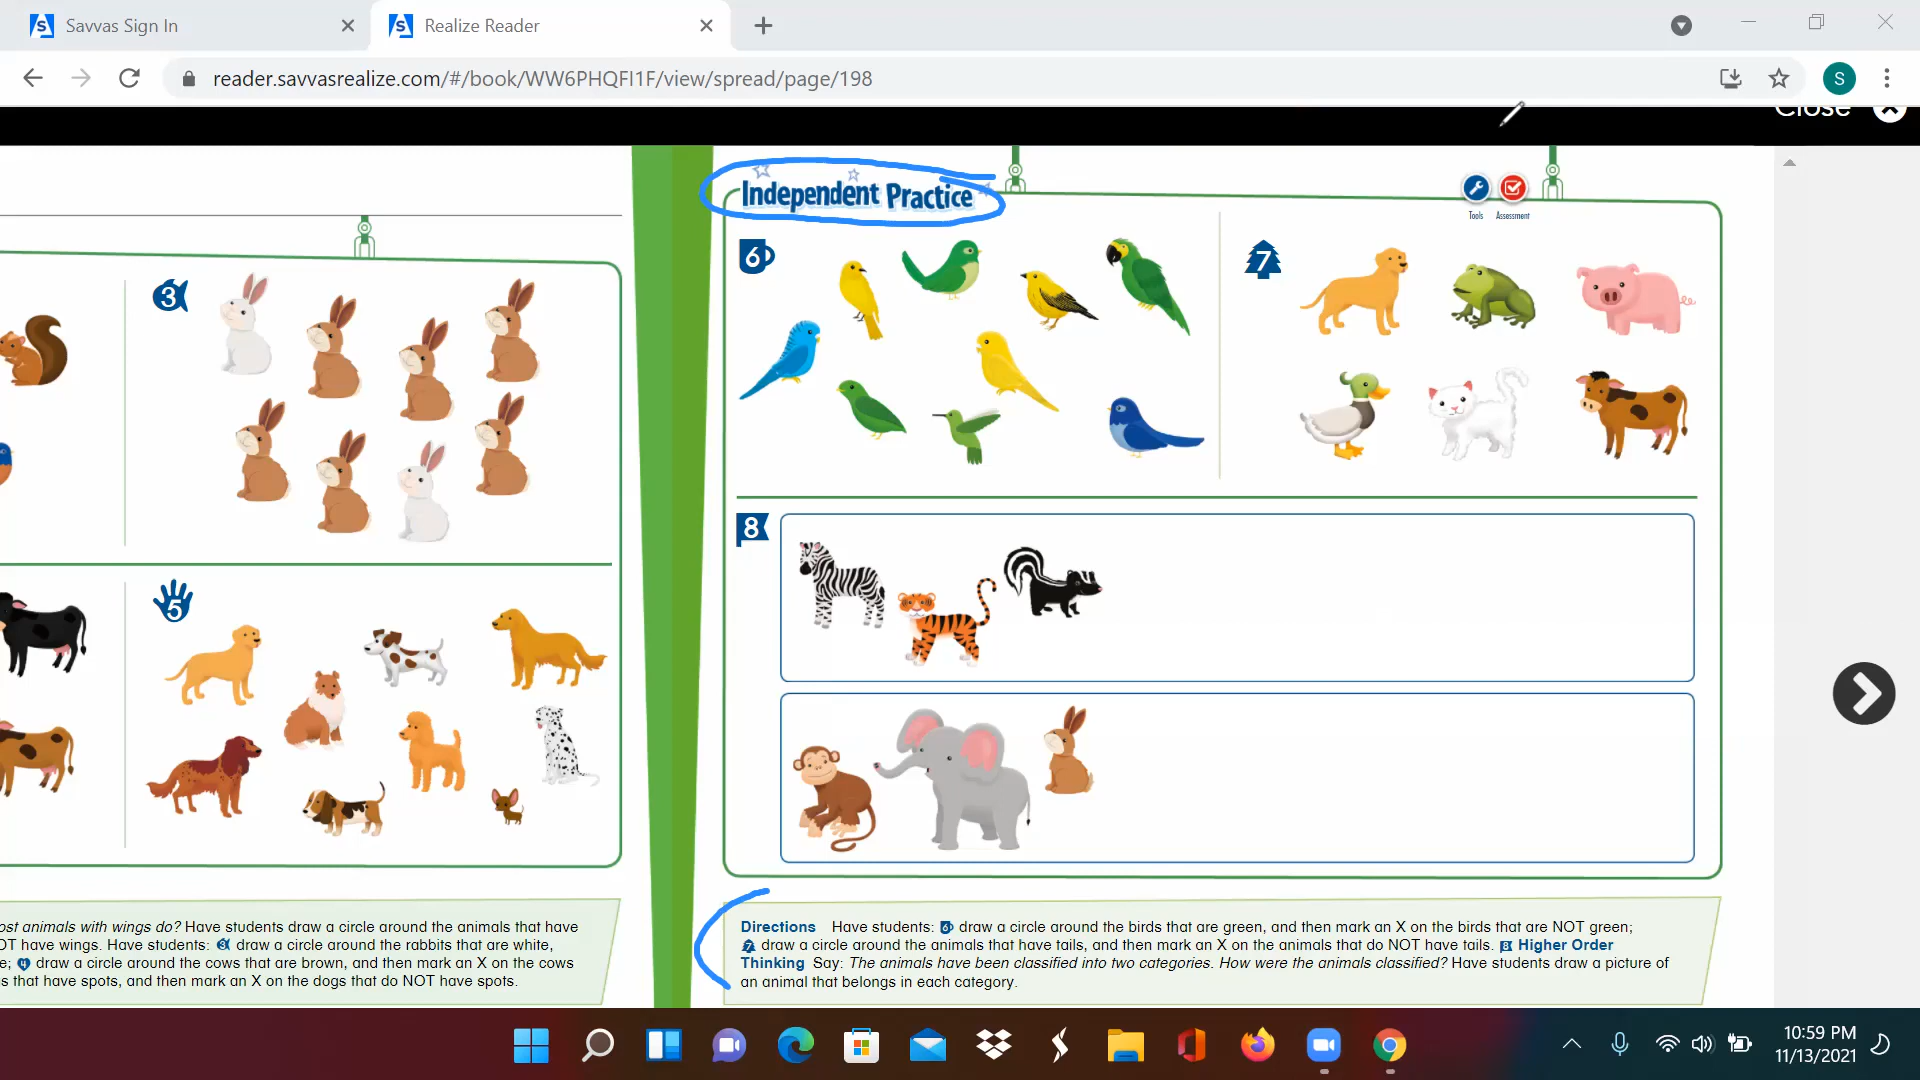 Savvas Sign In
Realize Reader
reader.savvasrealize.com/#/book/WW6PHQFI1F/view/spread/page/198
S
Close
Independent Practice
Tools Assessment
3
6
7
8
5
ost animals with wings do? Have students draw a circle around the animals that have
OT have wings. Have students: 3 draw a circle around the rabbits that are white,
e; 4 draw a circle around the cows that are brown, and then mark an X on the cows
s that have spots, and then mark an X on the dogs that do NOT have spots.
Directions Have students: 6 draw a circle around the birds that are green, and then mark an X on the birds that are NOT green;
7 draw a circle around the animals that have tails, and then mark an X on the animals that do NOT have tails. 8 Higher Order
Thinking Say: The animals have been classified into two categories. How were the animals classified? Have students draw a picture of
an animal that belongs in each category.
10:59 PM
11/13/2021